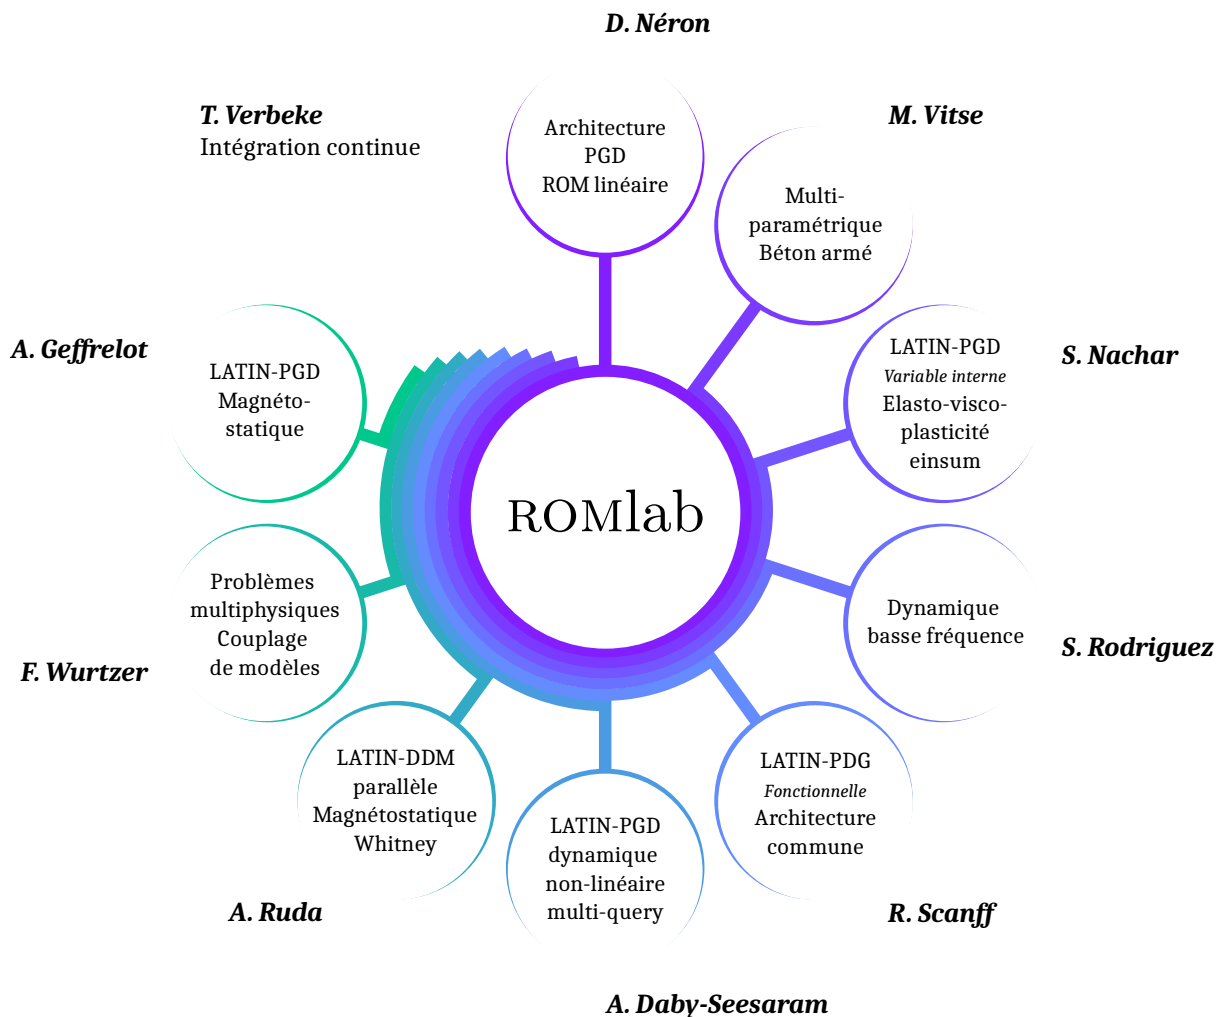 D. Néron
Architecture
PGD
ROM linéaire
T. Verbeke
Intégration continue
M. Vitse
Multi-
paramétrique
Béton armé
S. Nachar
LATIN-PGD
Variable interne
Elasto-visco-
plasticité
einsum
A. Geffrelot
LATIN-PGD
Magnéto-
statique
ROMlab
Dynamique
basse fréquence
S. Rodriguez
Problèmes
multiphysiques
Couplage
de modèles
F. Wurtzer
LATIN-PDG
Fonctionnelle
Architecture
commune
R. Scanff
LATIN-DDM
parallèle
Magnétostatique
Whitney
A. Ruda
LATIN-PGD
dynamique
non-linéaire
multi-query
A. Daby-Seesaram